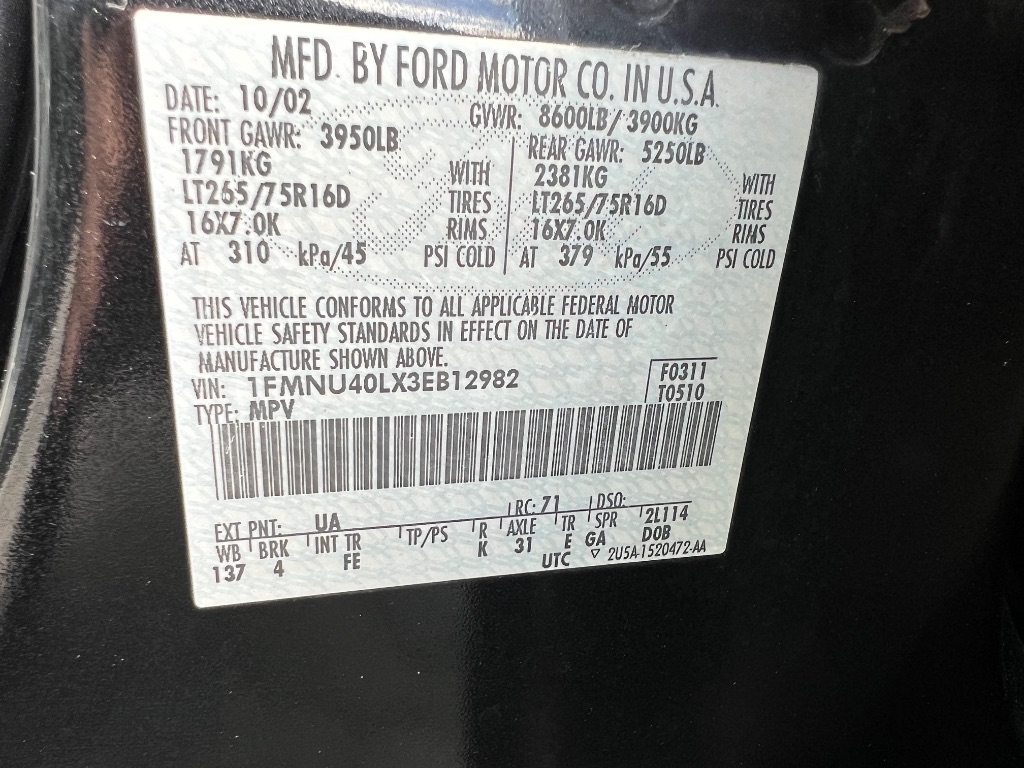 MFD. BY FORD MOTOR CO. IN U.S.A.
DATE: 10/02 GVWR: 8600LB/ 3900KG
FRONT GAWR: 3950LB REAR GAWR: 5250LB
1791KG WITH 2381KG WITH
LT265/75R16D TIRES LT265/75R16D TIRES
16X7.0K RIMS 16X7.0K RIMS
AT 310 kPa/45 PSI COLD AT 379 kPa/55 PSI COLD
THIS VEHICLE CONFORMS TO ALL APPLICABLE FEDERAL MOTOR
VEHICLE SAFETY STANDARDS IN EFFECT ON THE DATE OF
MANUFACTURE SHOWN ABOVE.
VIN: 1FMNU40LX3EB12982 F0311
TYPE: MPV T0510
EXT PNT: UA RC: 71 DSO: 2L114
WB BRK INT TR TP/PS R AXLE TR SPR D0B
137 4 FE K 31 E GA
UTC ▽ 2U5A-1520472-AA